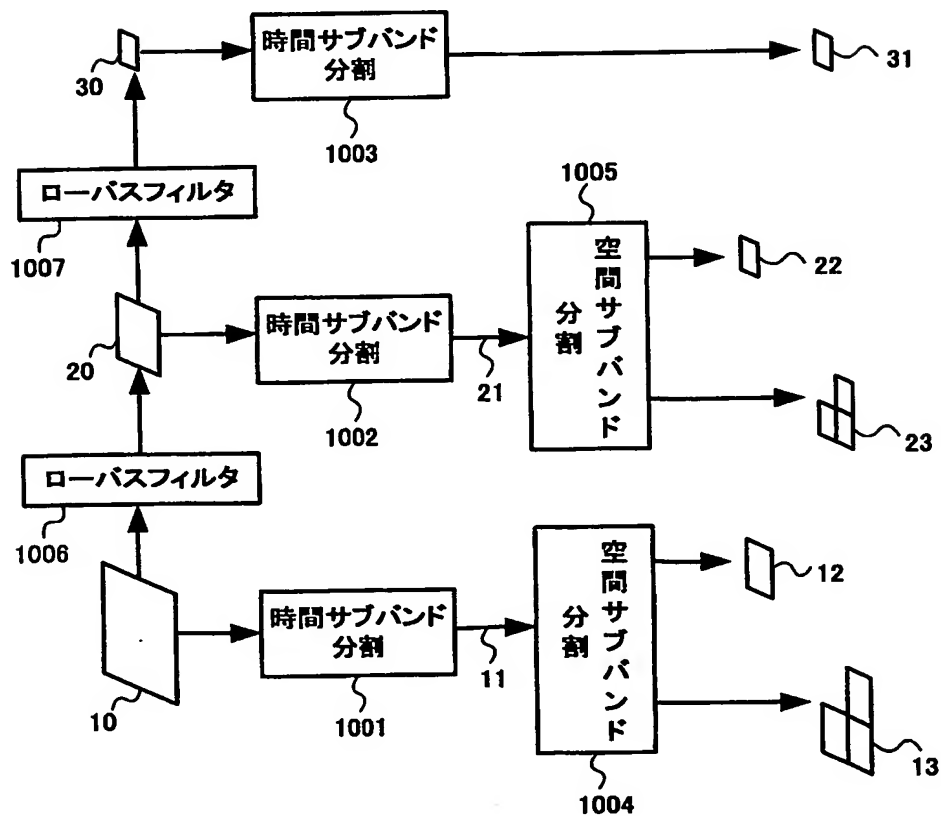 30
時間サブバンド
分割
31
1003
ローパスフィルタ
1007
1005
空間サブバンド
分割
22
20
時間サブバンド
分割
21
1002
23
ローパスフィルタ
1006
空間サブバンド
分割
12
10
時間サブバンド
分割
11
1001
13
1004